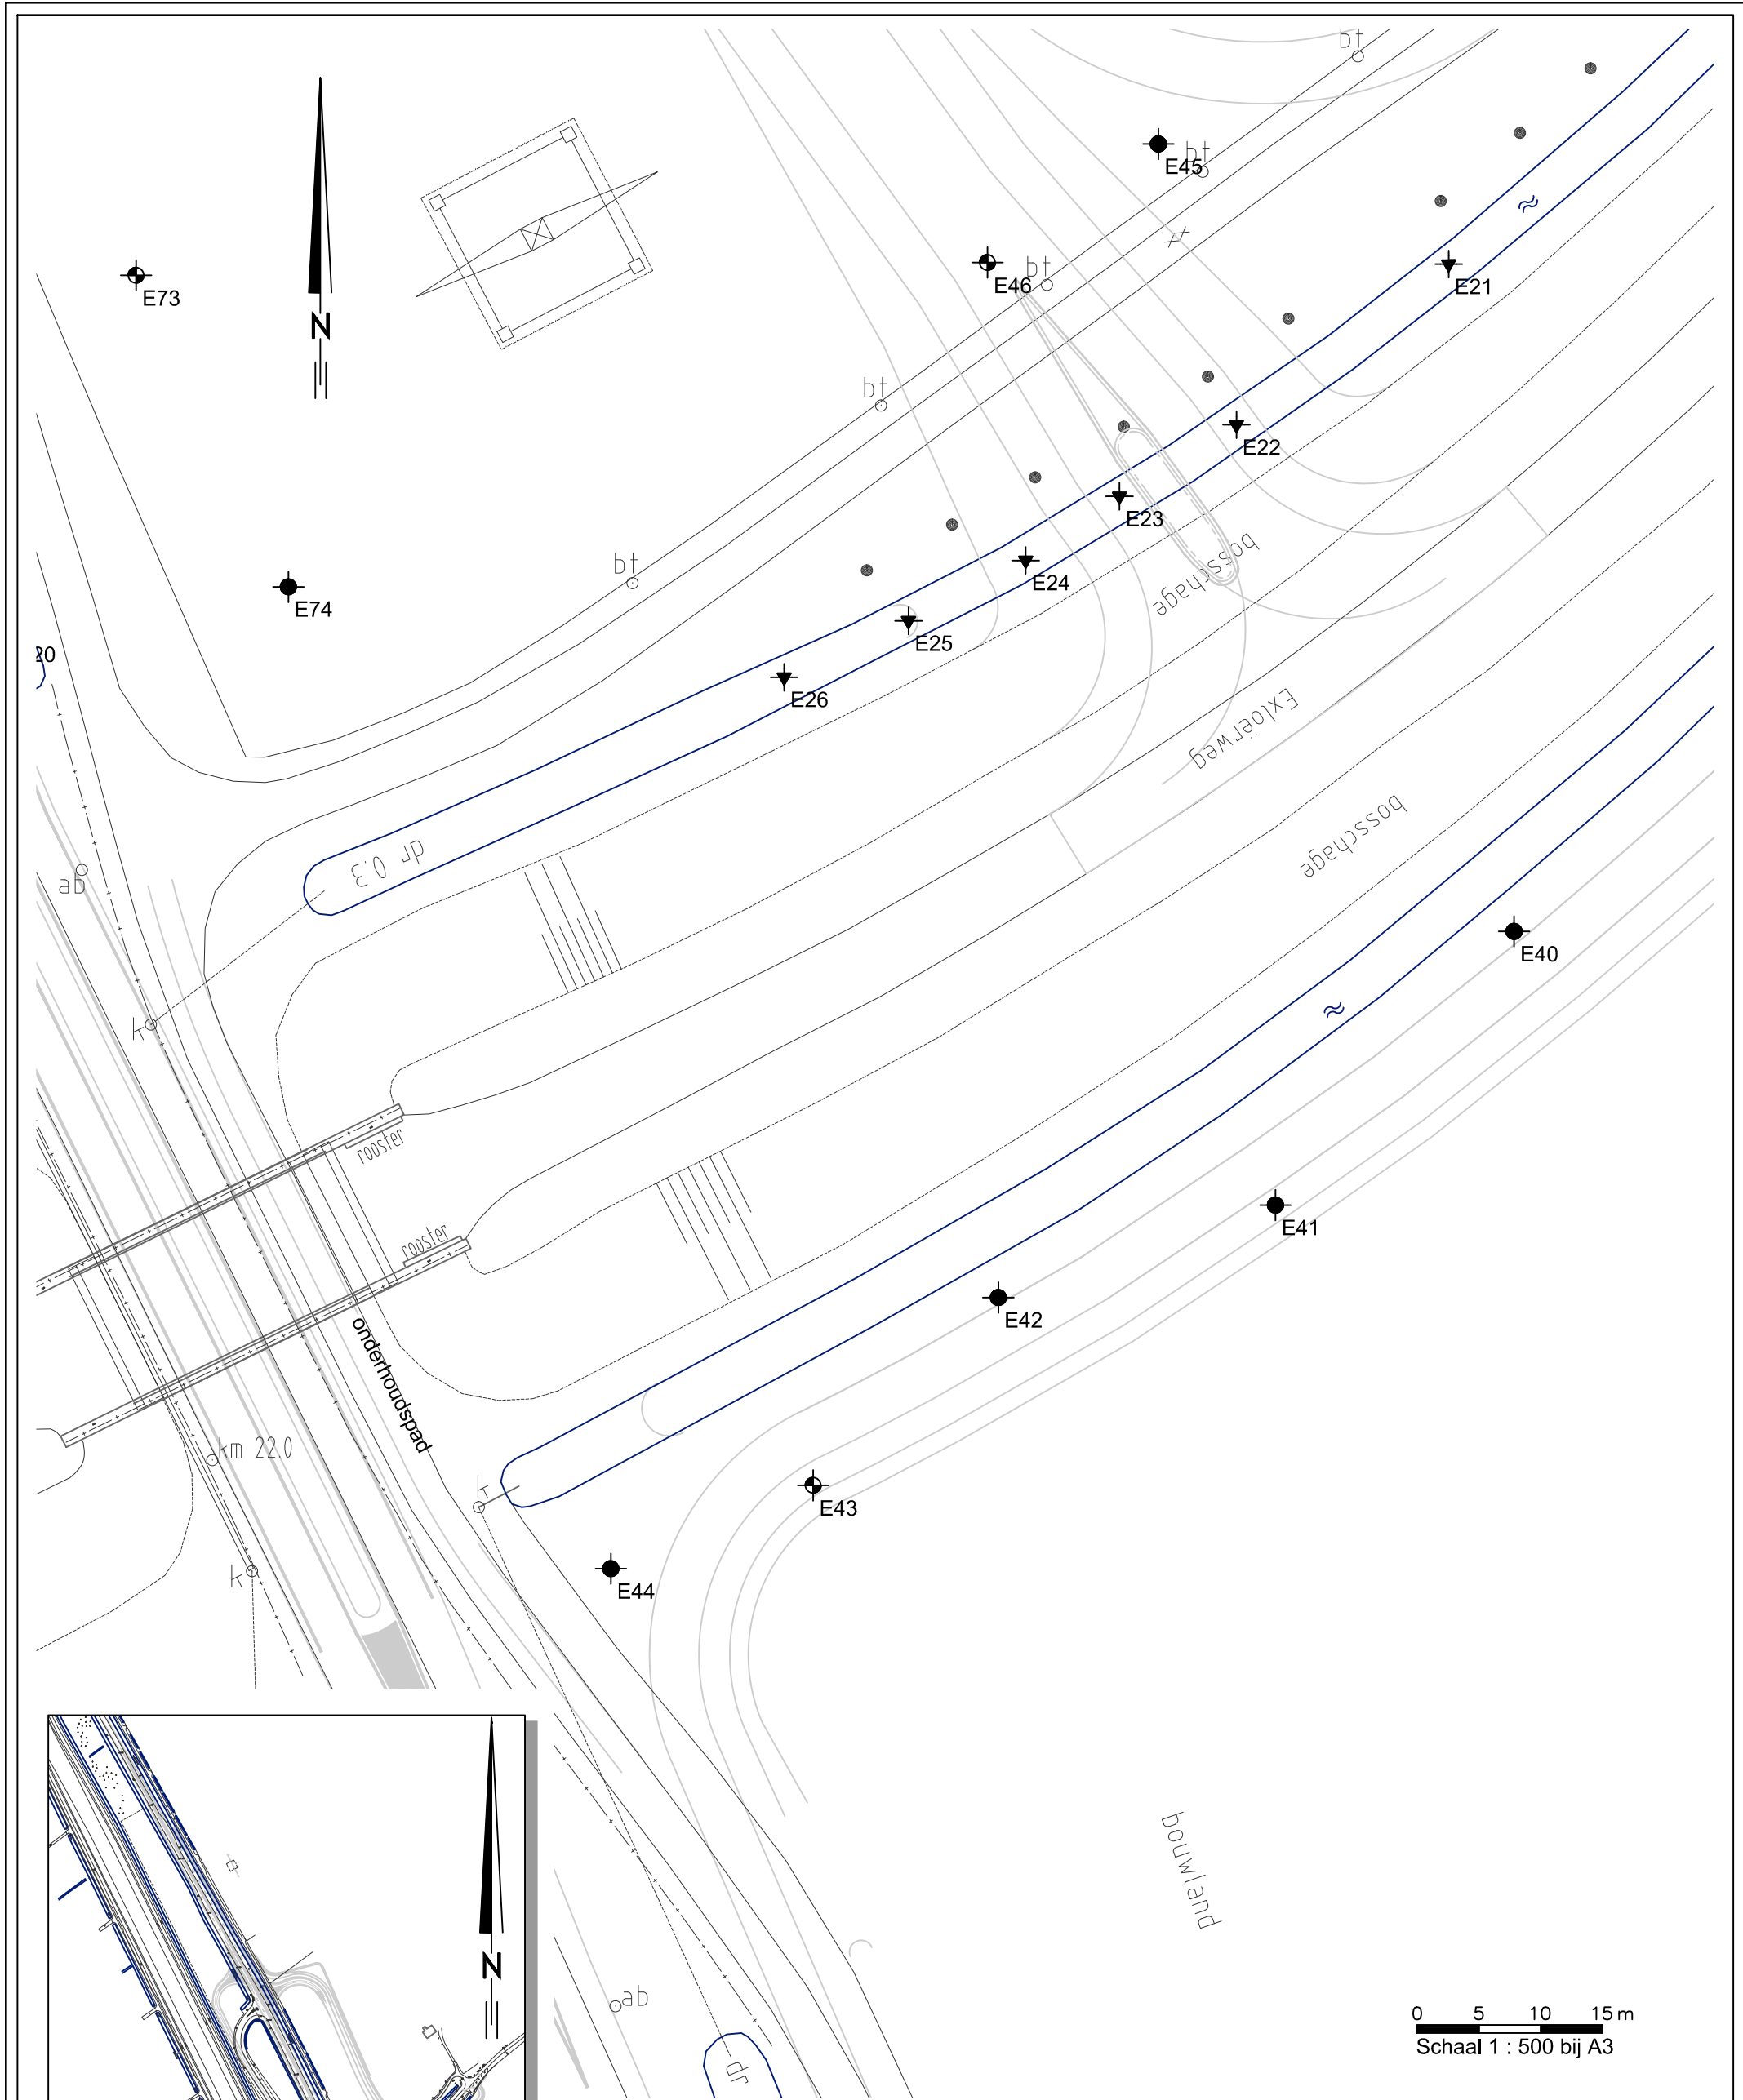 bt
E45
bt
E73
N
E46
bt
E21
bt
E22
E23
bosschage
bt
E24
E74
E25
20
E26
Exloërweg
bosschage
dr 0.3
ab
E40
k
rooster
E41
rooster
E42
onderhoudspad
km 22.0
k
E43
k
E44
bouwland
N
ab
dr
0 5 10 15 m
Schaal 1 : 500 bij A3